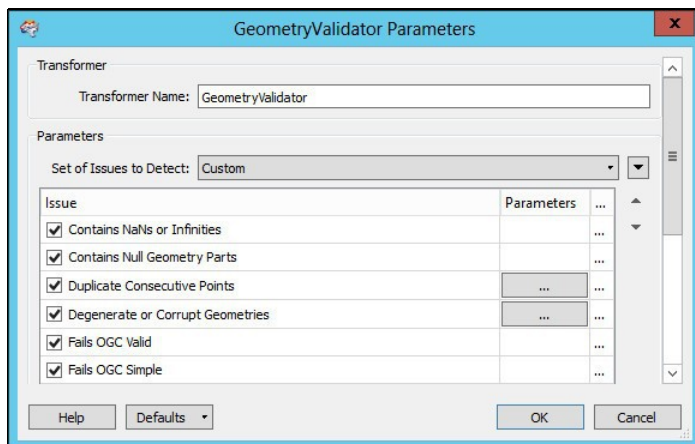 GeometryValidator Parameters
x
Transformer
Transformer Name: GeometryValidator
Parameters
Set of Issues to Detect: Custom
Issue Parameters ...
Contains NaNs or Infinities ...
Contains Null Geometry Parts ...
Duplicate Consecutive Points ... ...
Degenerate or Corrupt Geometries ... ...
Fails OGC Valid ...
Fails OGC Simple ...
Help Defaults OK Cancel